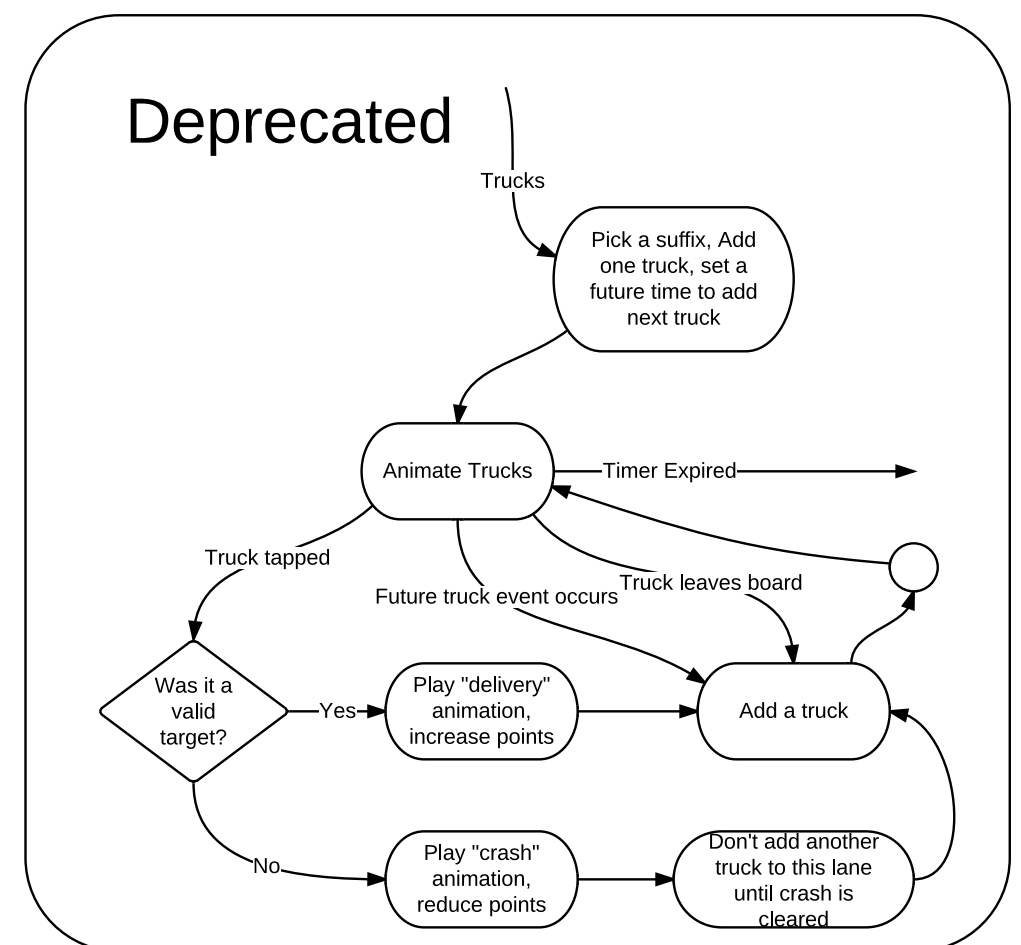 Deprecated
Trucks
Pick a suffix, Add
one truck, set a
future time to add
next truck
Animate Trucks
Timer Expired
Truck tapped
Future truck event occurs
Truck leaves board
Was it a
valid
target?
Yes
Play "delivery"
animation,
increase points
Add a truck
No
Play "crash"
animation,
reduce points
Don't add another
truck to this lane
until crash is
cleared